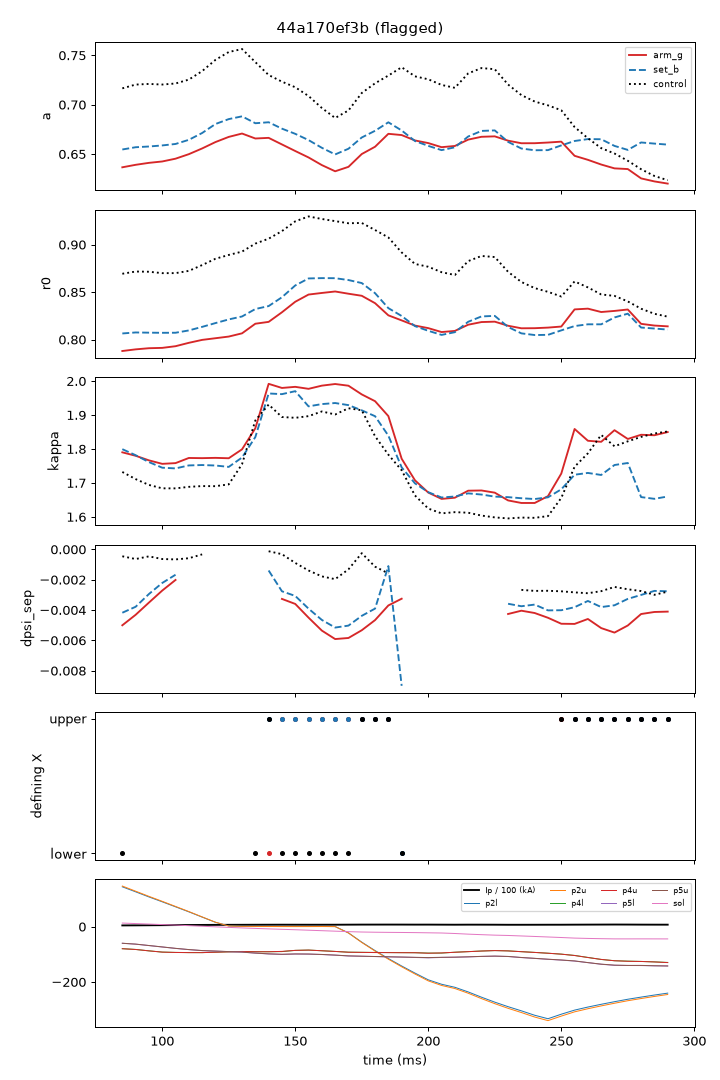 44a170ef3b (flagged)
a
0.75
0.70
0.65
arm_g
set_b
control
r0
0.90
0.85
0.80
kappa
2.0
1.9
1.8
1.7
1.6
dpsi_sep
0.000
−0.002
−0.004
−0.006
−0.008
defining X
upper
lower
0
−200
Ip / 100 (kA)
p2l
p2u
p4l
p4u
p5l
p5u
sol
100
150
200
250
300
time (ms)